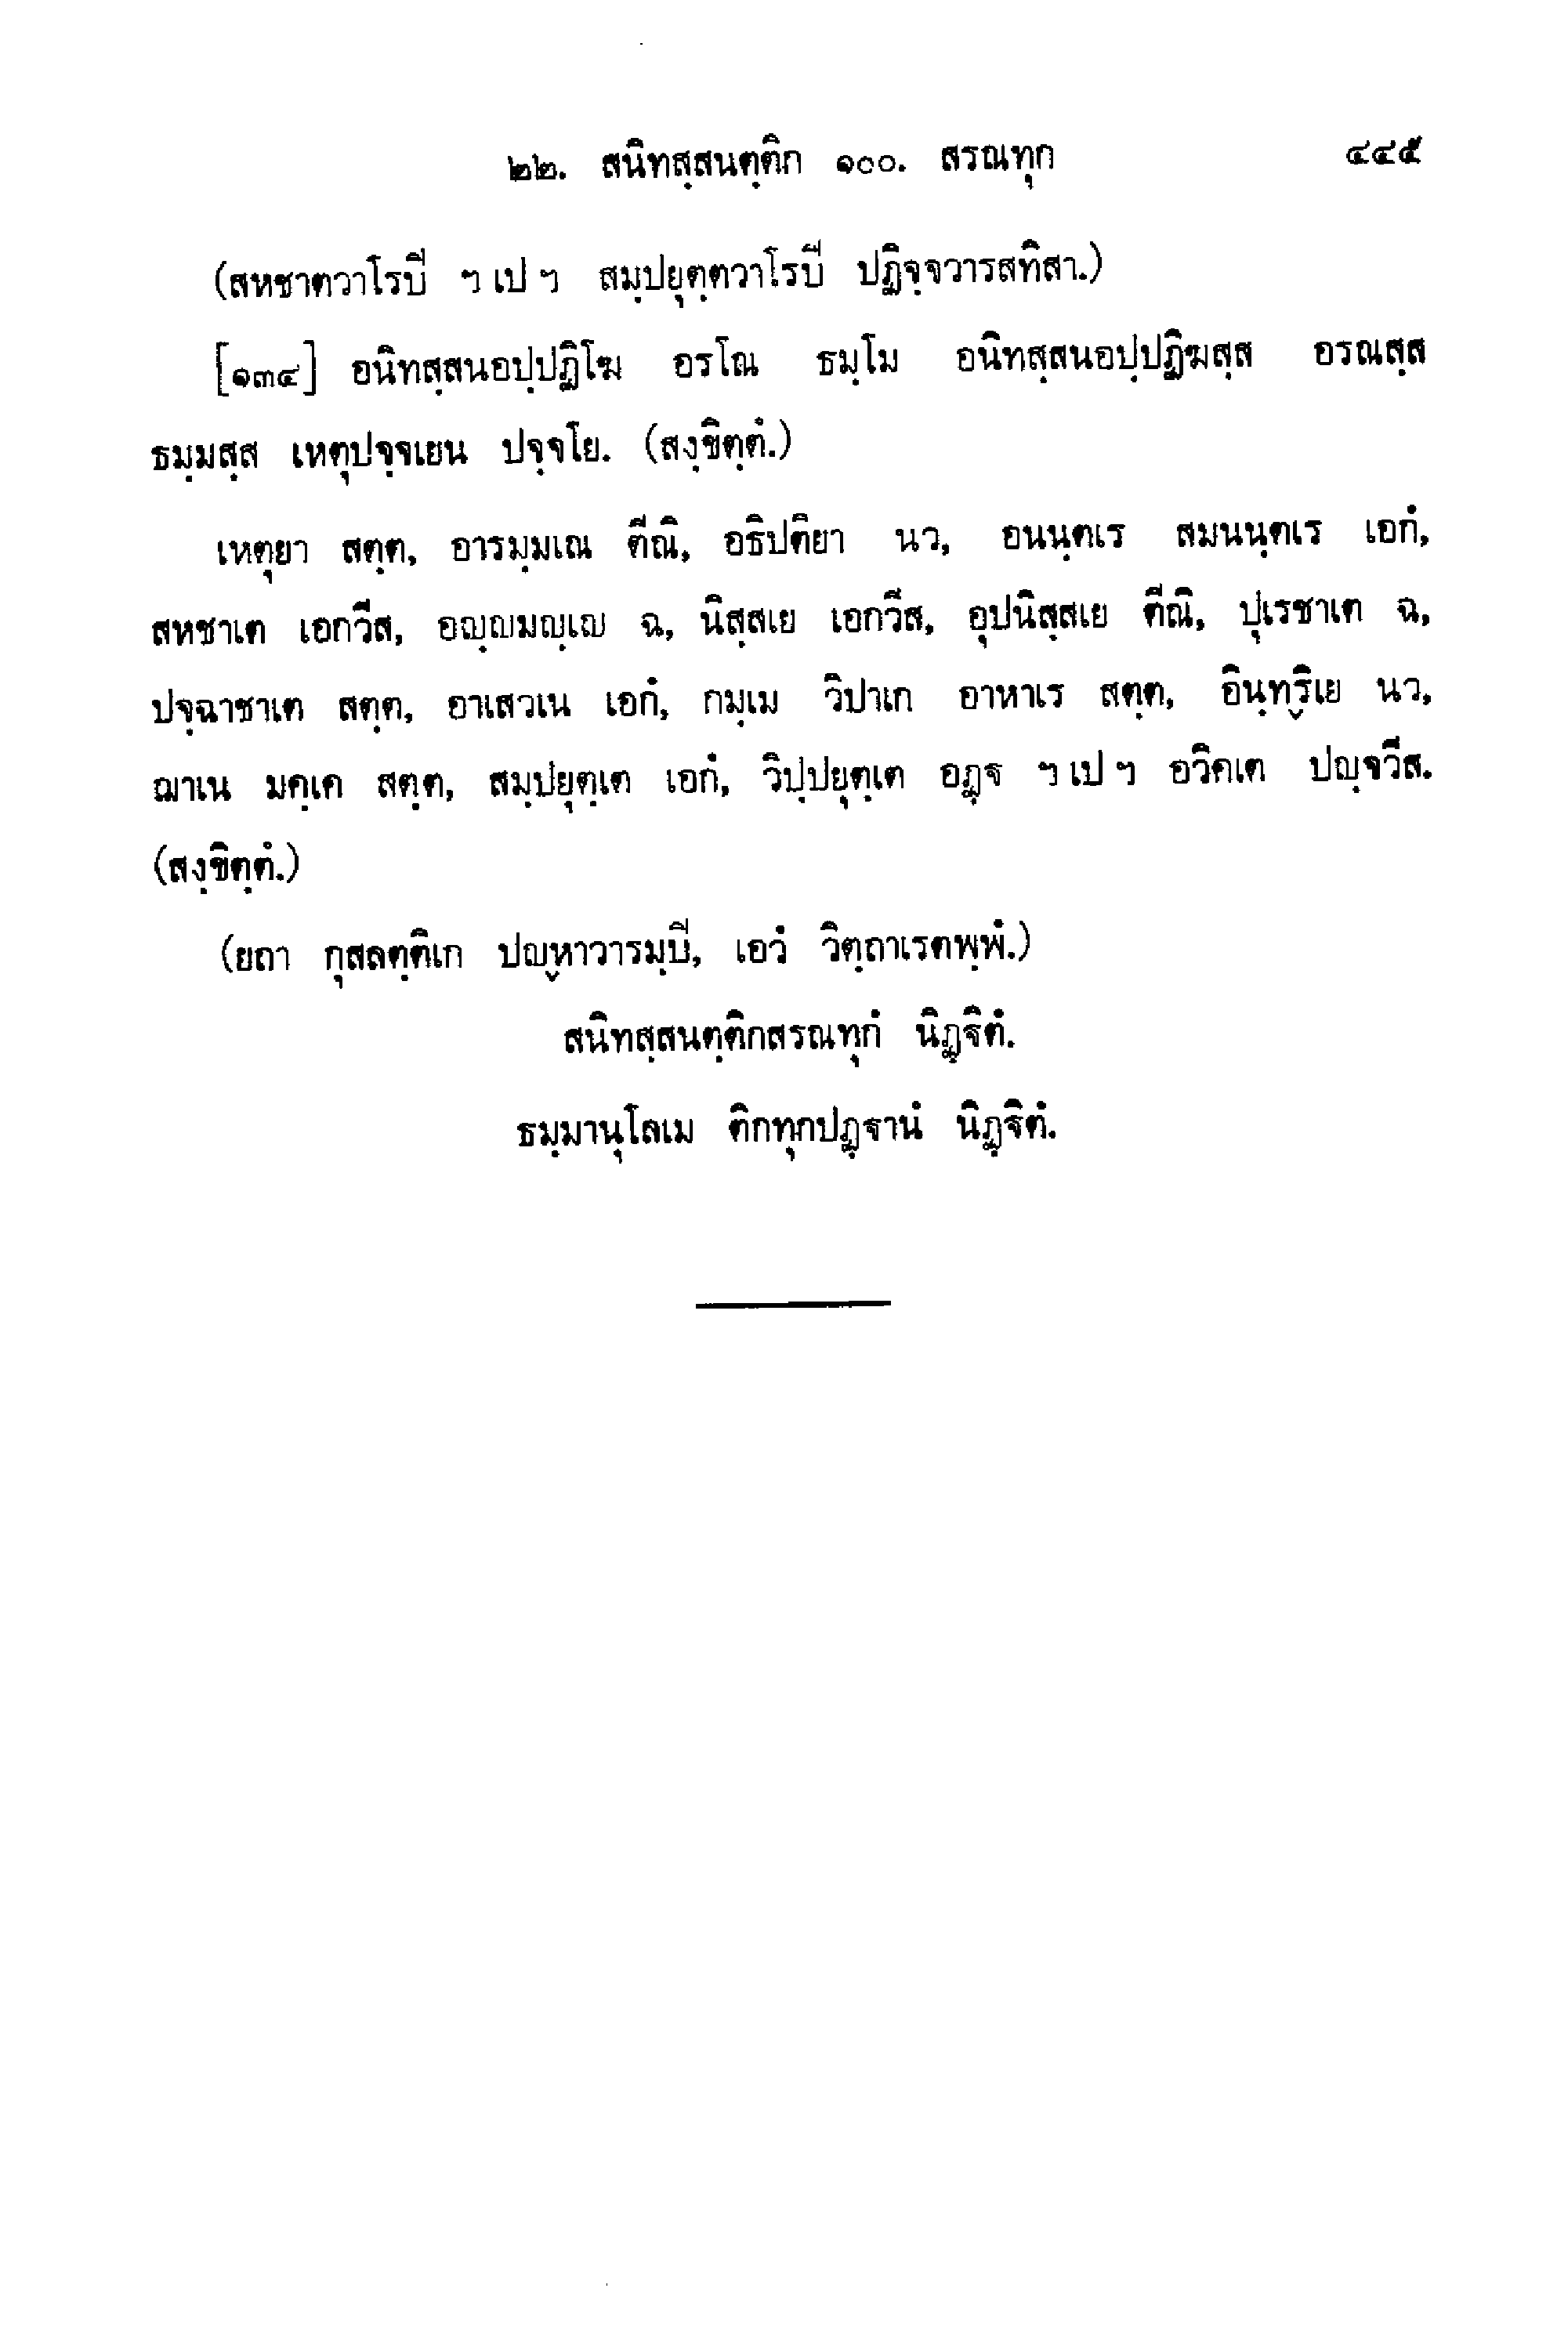 ๒๒. สนิทสฺสนตฺติก ๑๐๐. สรณทุก ๔๔๕
(สหชาตวาโรปิ ฯ เป ฯ สมฺปยุตฺตวาโรปิ ปฏิจฺจวารสทิสา.)
[๑๓๔] อนิทสฺสนอปฺปฏิโฆ อรโณ ธมฺโม อนิทสฺสนอปฺปฏิฆสฺส อรณสฺส
ธมฺมสฺส เหตุปจฺจเยน ปจฺจโย. (สงฺขิตฺตํ.)
เหตุยา สตฺต, อารมฺมเณ ตีณิ, อธิปติยา นว, อนนฺตเร สมนนฺตเร เอกํ,
สหชาเต เอกวีส, อญฺญมญฺเญ ฉ, นิสฺสเย เอกวีส, อุปนิสฺสเย ตีณิ, ปุเรชาเต ฉ,
ปจฺฉาชาเต สตฺต, อาเสวเน เอกํ, กมฺเม วิปาเก อาหาเร สตฺต, อินฺทฺริเย นว,
ฌาเน มคฺเค สตฺต, สมฺปยุตฺเต เอกํ, วิปฺปยุตฺเต อฏฺฐ ฯ เป ฯ อวิคเต ปญฺจวีส.
(สงฺขิตฺตํ.)
(ยถา กุสลตฺติเก ปญฺหาวารมฺปิ, เอวํ วิตฺถาเรตพฺพํ.)
สนิทสฺสนตฺติกสรณทุกํ นิฏฺฐิตํ.
ธมฺมานุโลเม ติกทุกปฏฺฐานํ นิฏฺฐิตํ.